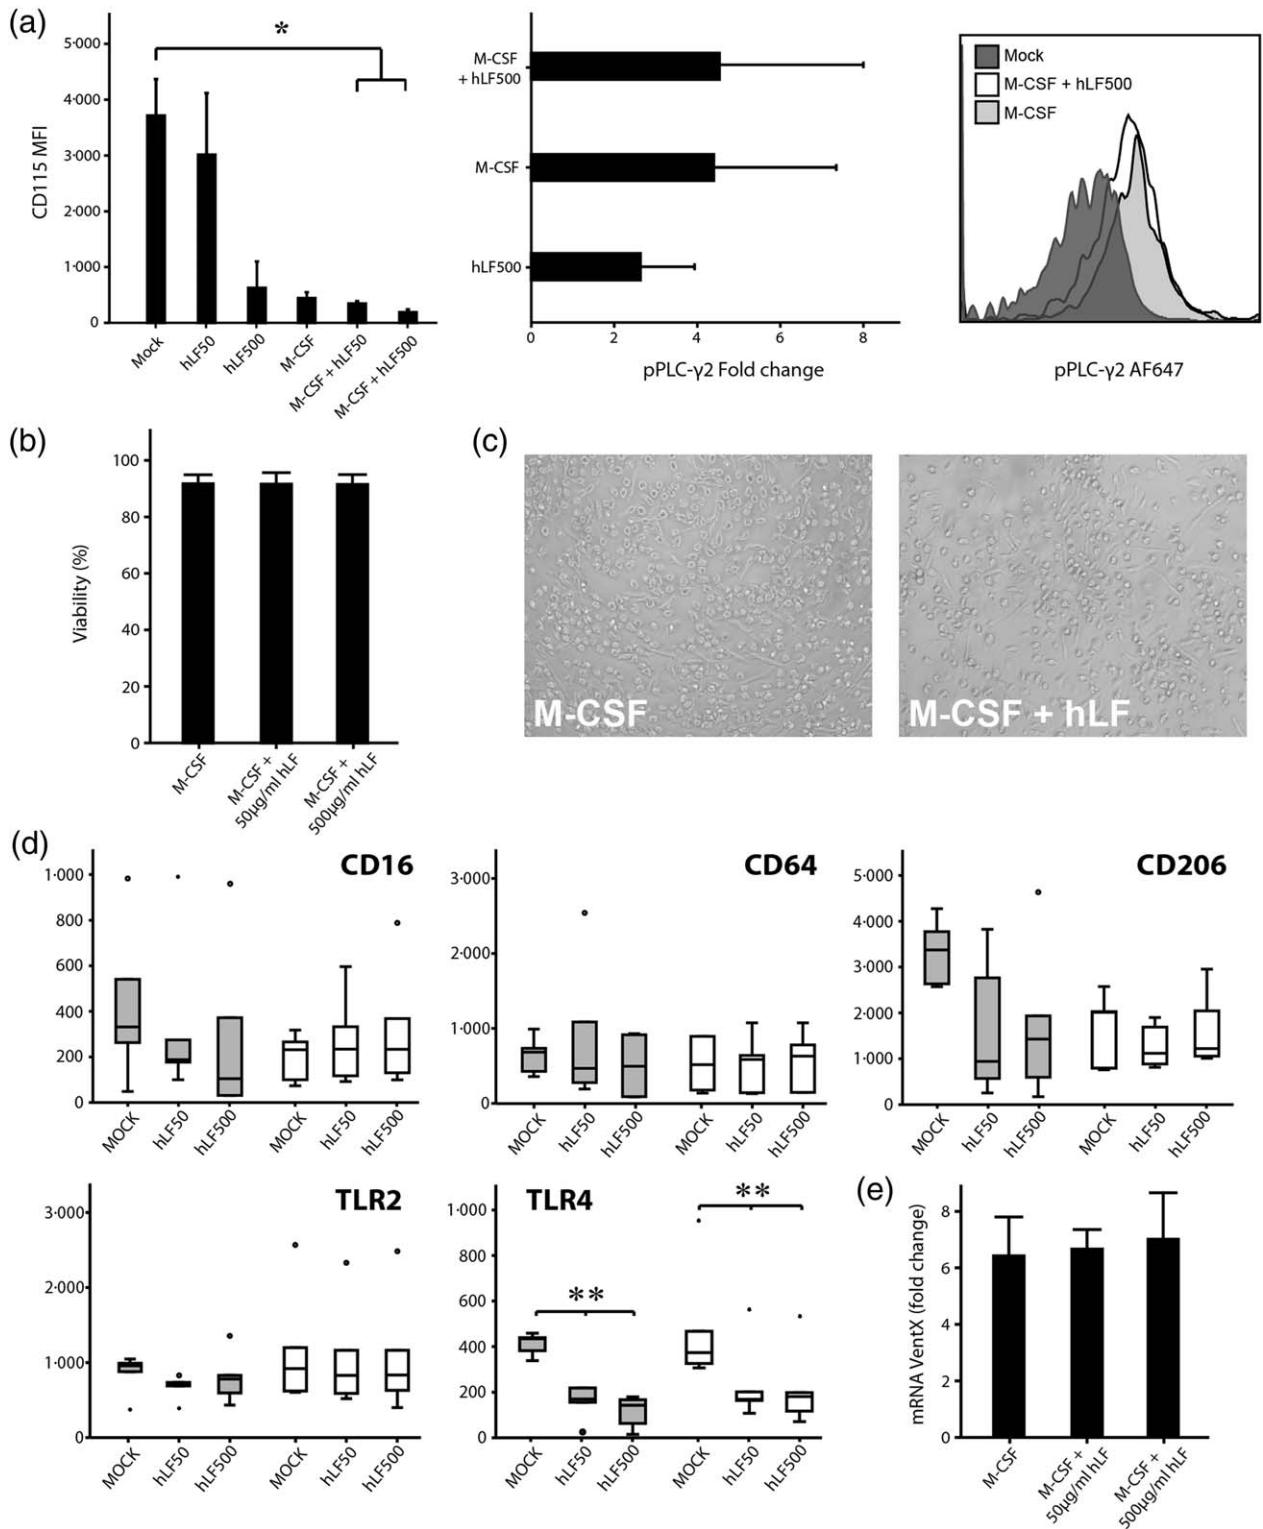 (a)
*
5·000
4·000
3·000
2·000
1·000
0
CD115 MFI
Mock
hLF50
hLF500
M-CSF
M-CSF + hLF50
M-CSF + hLF500
M-CSF
+ hLF500
M-CSF
hLF500
0
2
4
6
8
pPLC-γ2 Fold change
Mock
M-CSF + hLF500
M-CSF
pPLC-γ2 AF647
(b)
100
80
60
40
20
0
Viability (%)
M-CSF
M-CSF +
50µg/ml hLF
M-CSF +
500µg/ml hLF
(c)
M-CSF
M-CSF + hLF
(d)
CD16
1·000
800
600
400
200
0
MOCK
hLF50
hLF500
MOCK
hLF50
hLF500
CD64
3·000
2·000
1·000
0
MOCK
hLF50
hLF500
MOCK
hLF50
hLF500
CD206
5·000
4·000
3·000
2·000
1·000
0
MOCK
hLF50
hLF500
MOCK
hLF50
hLF500
TLR2
3·000
2·000
1·000
0
MOCK
hLF50
hLF500
MOCK
hLF50
hLF500
TLR4
**
**
1·000
800
600
400
200
0
MOCK
hLF50
hLF500
MOCK
hLF50
hLF500
(e)
8
6
4
2
0
mRNA VentX (fold change)
M-CSF
M-CSF +
50µg/ml hLF
M-CSF +
500µg/ml hLF